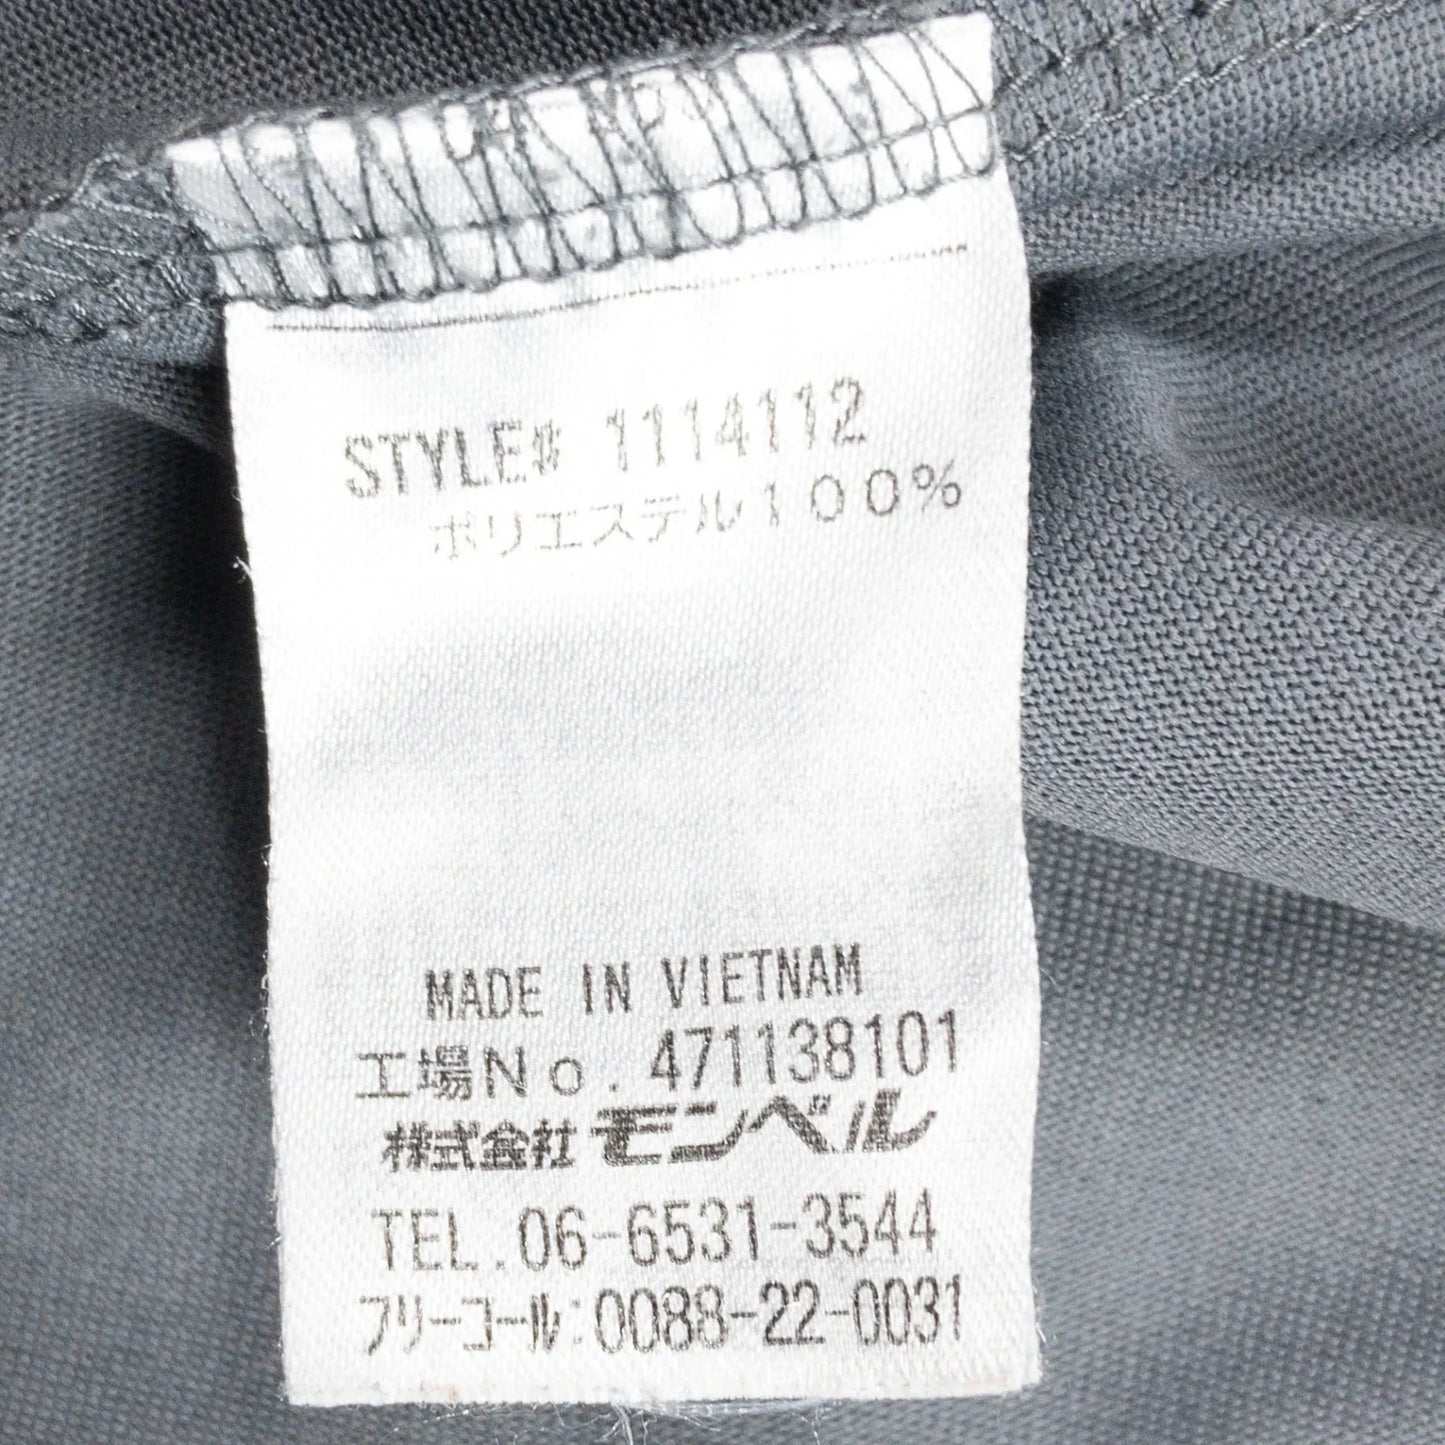 STYLE# 1114112
ポリエステル１００％
MADE IN VIETNAM
工場Ｎｏ．471138101
株式会社モンベル
TEL.06-6531-3544
フリーコール:0088-22-0031